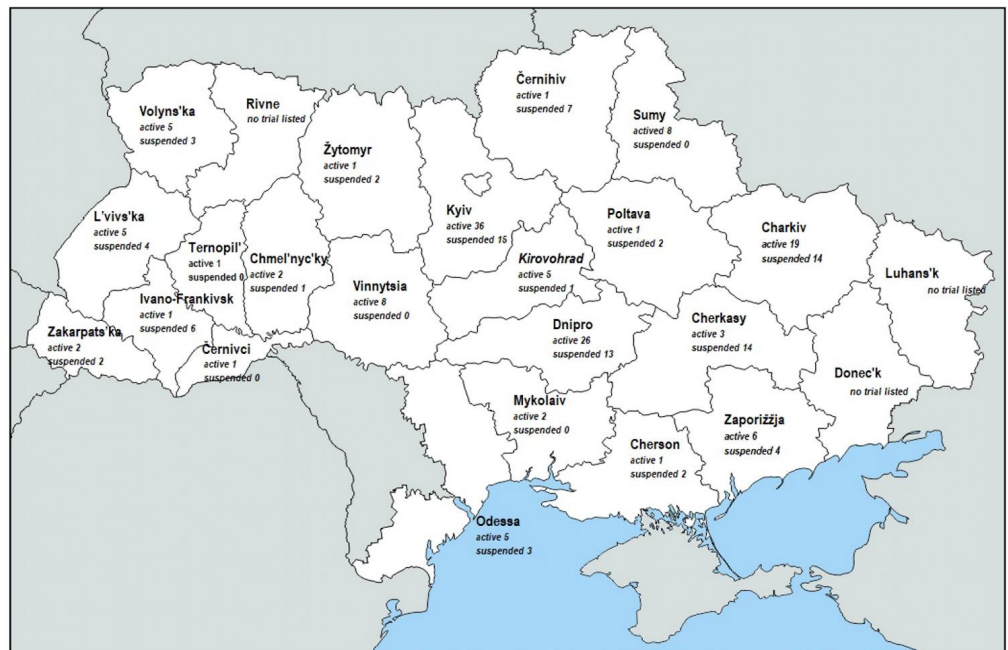 Černihiv
active 1
suspended 7
Volyns'ka
active 5
suspended 3
Rivne
no trial listed
Sumy
actived 8
suspended 0
Žytomyr
active 1
suspended 2
Kyiv
active 36
suspended 15
L'vivs'ka
active 5
suspended 4
Poltava
active 1
suspended 2
Charkiv
active 19
suspended 14
Ternopil'
active 1
suspended 0
Chmel'nyc'ky
active 2
suspended 1
Kirovohrad
active 5
suspended 1
Luhans'k
no trial listed
Vinnytsia
active 8
suspended 0
Ivano-Frankivsk
active 1
suspended 6
Zakarpats'ka
active 2
suspended 2
Černivci
active 1
suspended 0
Dnipro
active 26
suspended 13
Cherkasy
active 3
suspended 14
Donec'k
no trial listed
Mykolaiv
active 2
suspended 0
Cherson
active 1
suspended 2
Zaporižžja
active 6
suspended 4
Odessa
active 5
suspended 3